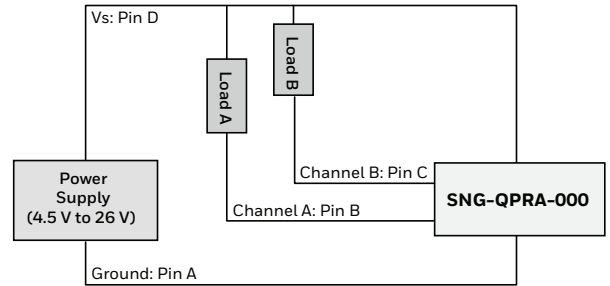 Vs: Pin D
Load A
Load B
Power
Supply
(4.5 V to 26 V)
Channel B: Pin C
Channel A: Pin B
SNG-QPRA-000
Ground: Pin A